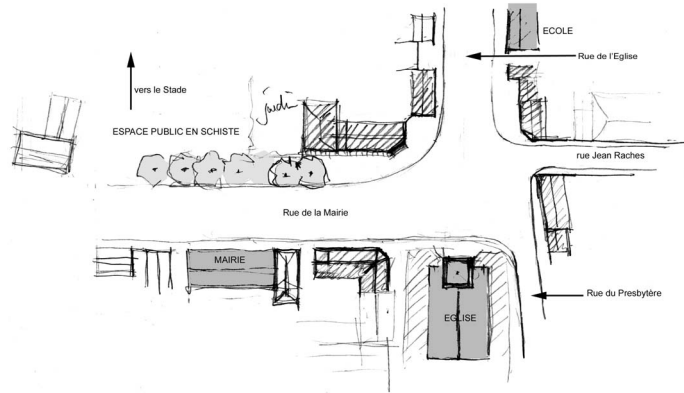 ECOLE
Rue de l'Eglise
vers le Stade
jardin
ESPACE PUBLIC EN SCHISTE
rue Jean Raches
Rue de la Mairie
MAIRIE
Rue du Presbytère
EGLISE